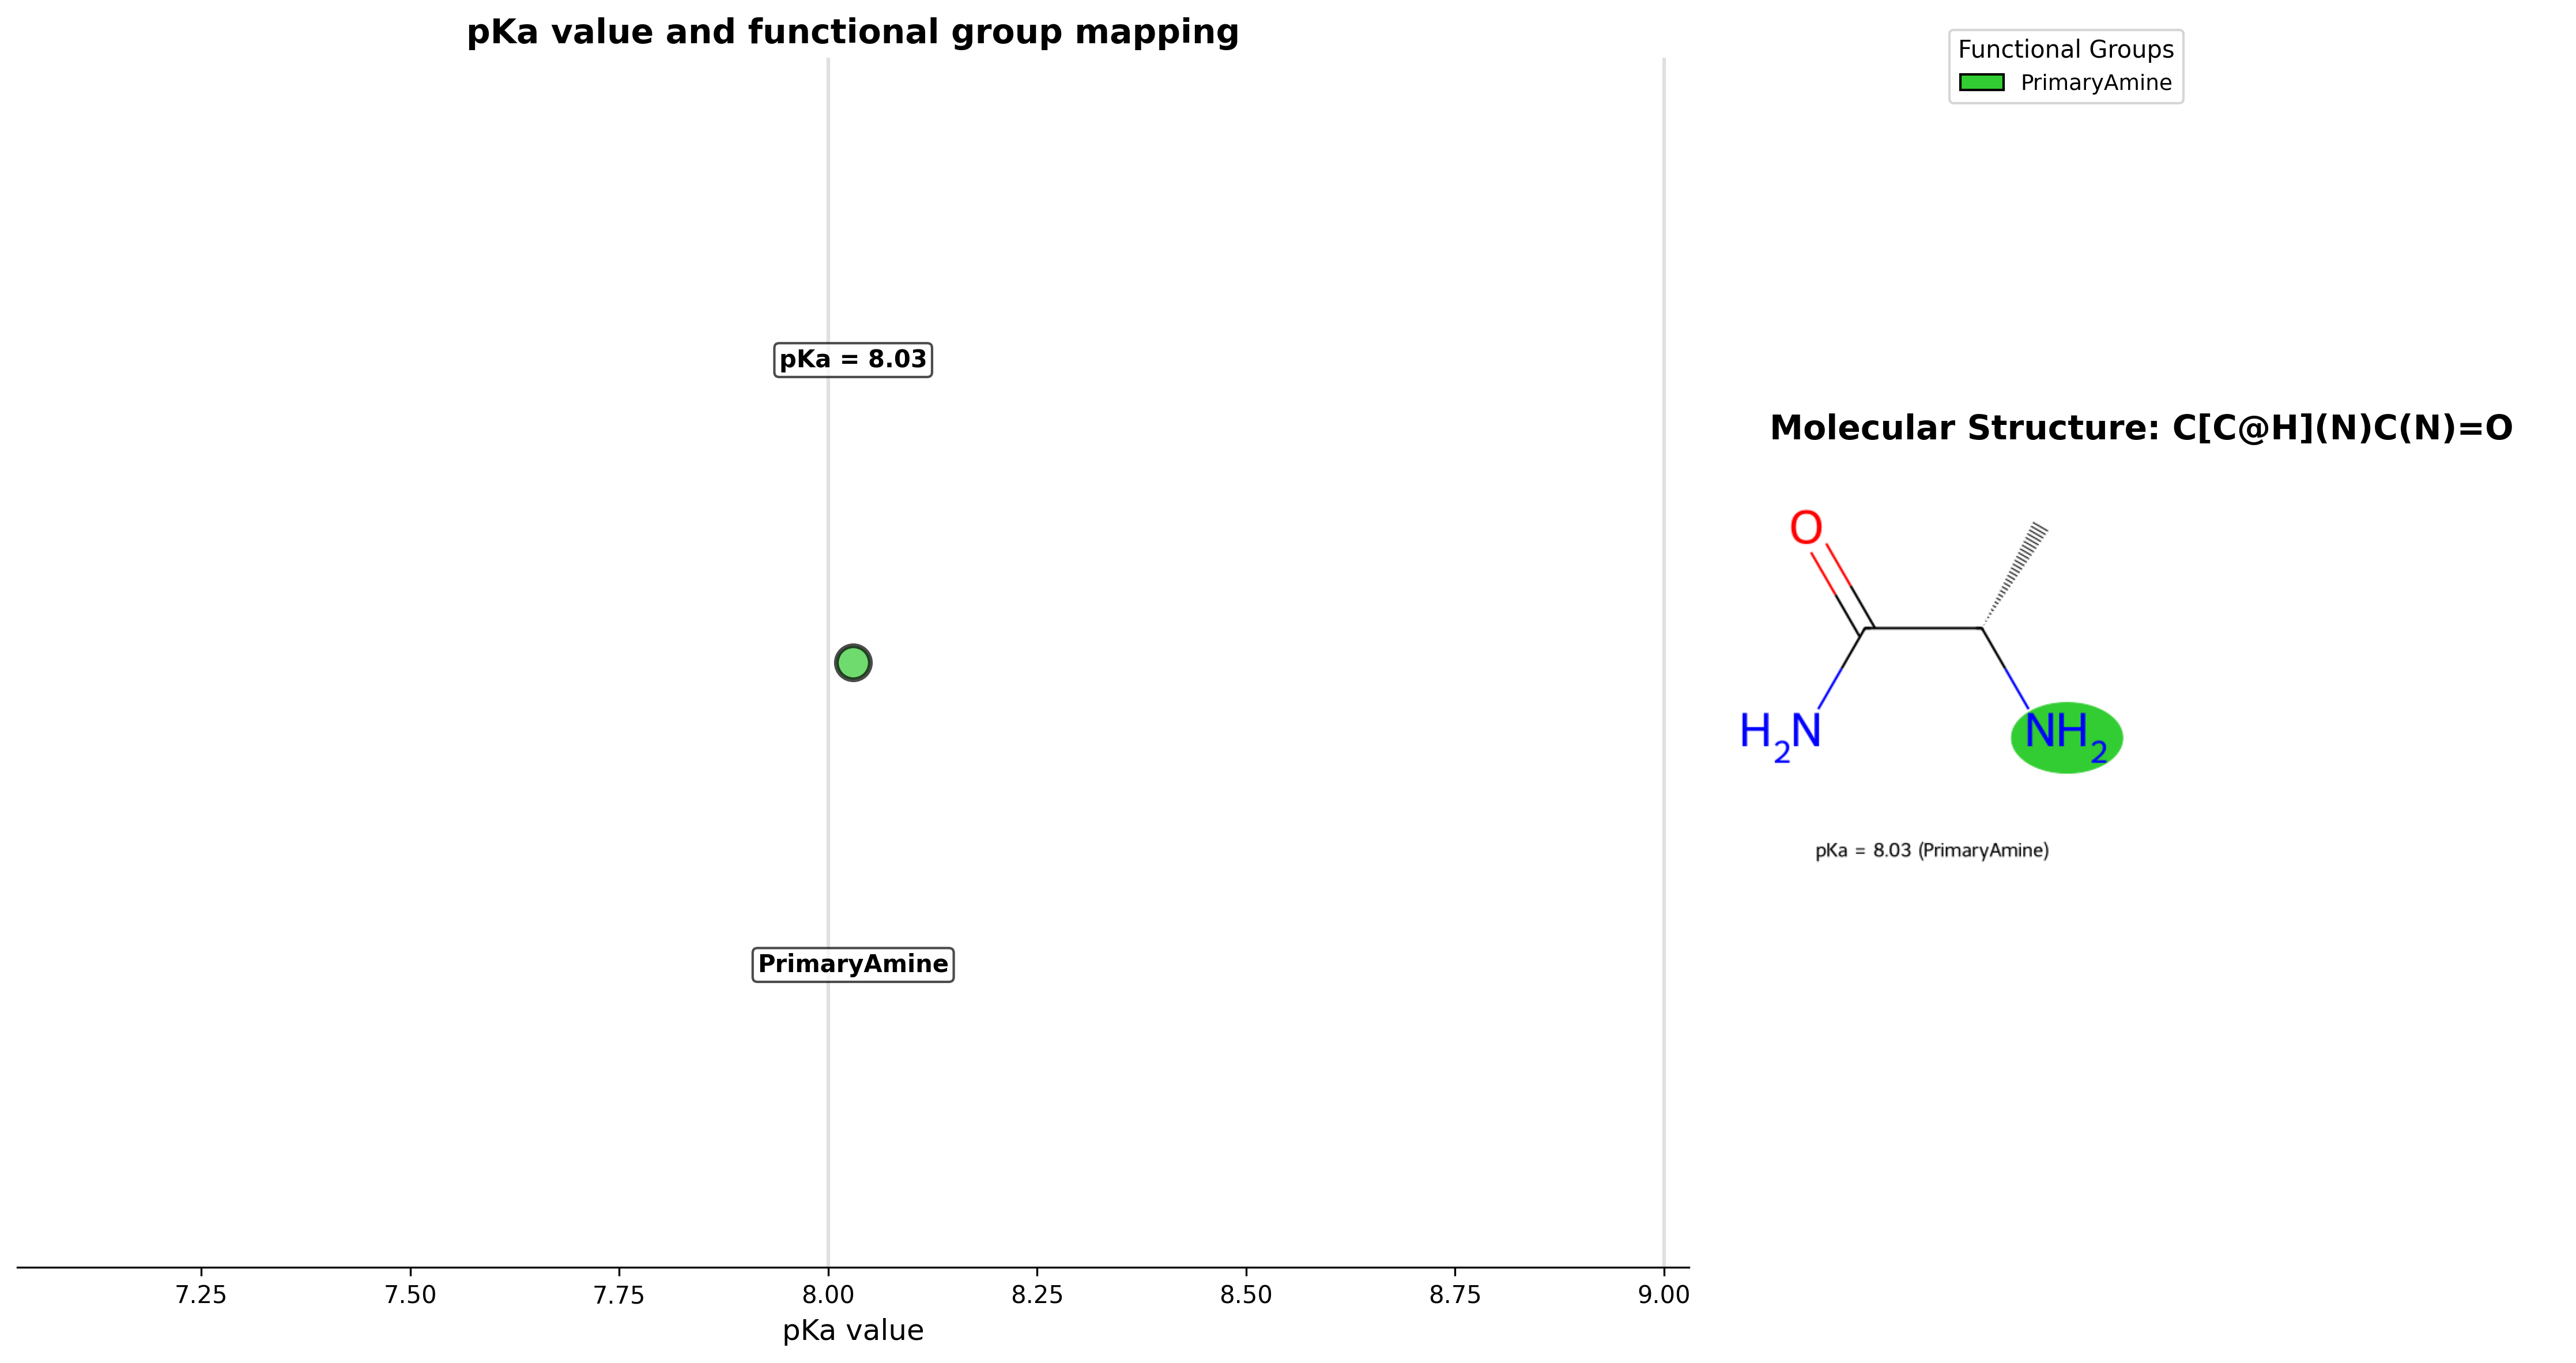 pKa value and functional group mapping
pKa = 8.03
PrimaryAmine
7.25 7.50 7.75 8.00 8.25 8.50 8.75 9.00
pKa value
Functional Groups
PrimaryAmine
Molecular Structure: C[C@H](N)C(N)=O
O
H2N
NH2
pKa = 8.03 (PrimaryAmine)